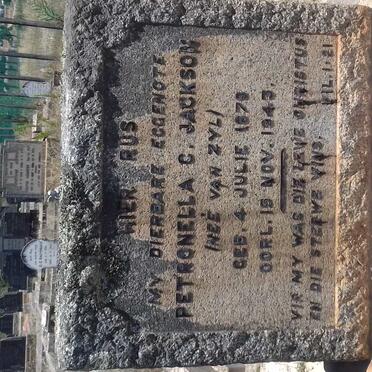 HIER RUS
MY DIERBARE EGGENOTE
PETRONELLA C. JACKSON
(NEÉ VAN ZYL)
GEB. 4 JULIE 1879
OORL. 19 NOV. 1949
VIR MY WAS DIE LEWE CHRISTUS
EN DIE STERWE WINS,
FIL. 1:21